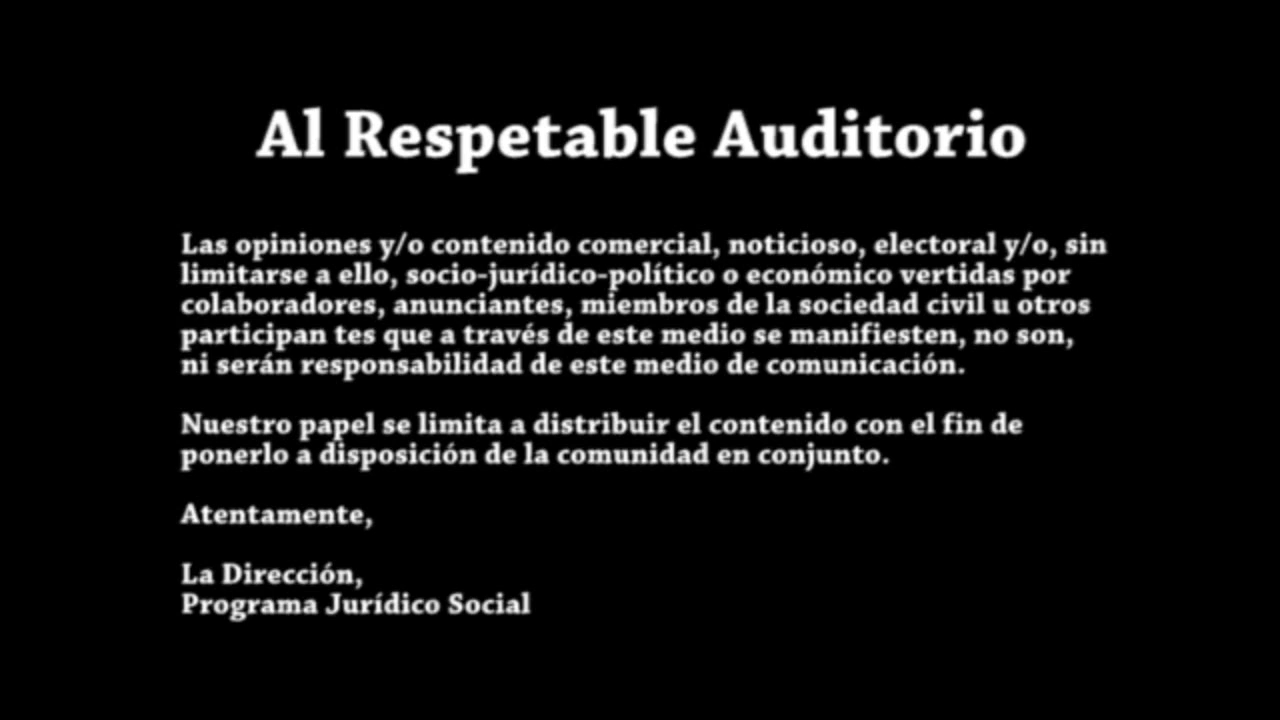 Al Respetable Auditorio
Las opiniones y/o contenido comercial, noticioso, electoral y/o, sin
limitarse a ello, socio-jurídico-político o económico vertidas por
colaboradores, anunciantes, miembros de la sociedad civil u otros
participan tes que a través de este medio se manifiesten, no son,
ni serán responsabilidad de este medio de comunicación.
Nuestro papel se limita a distribuir el contenido con el fin de
ponerlo a disposición de la comunidad en conjunto.
Atentamente,
La Dirección,
Programa Jurídico Social